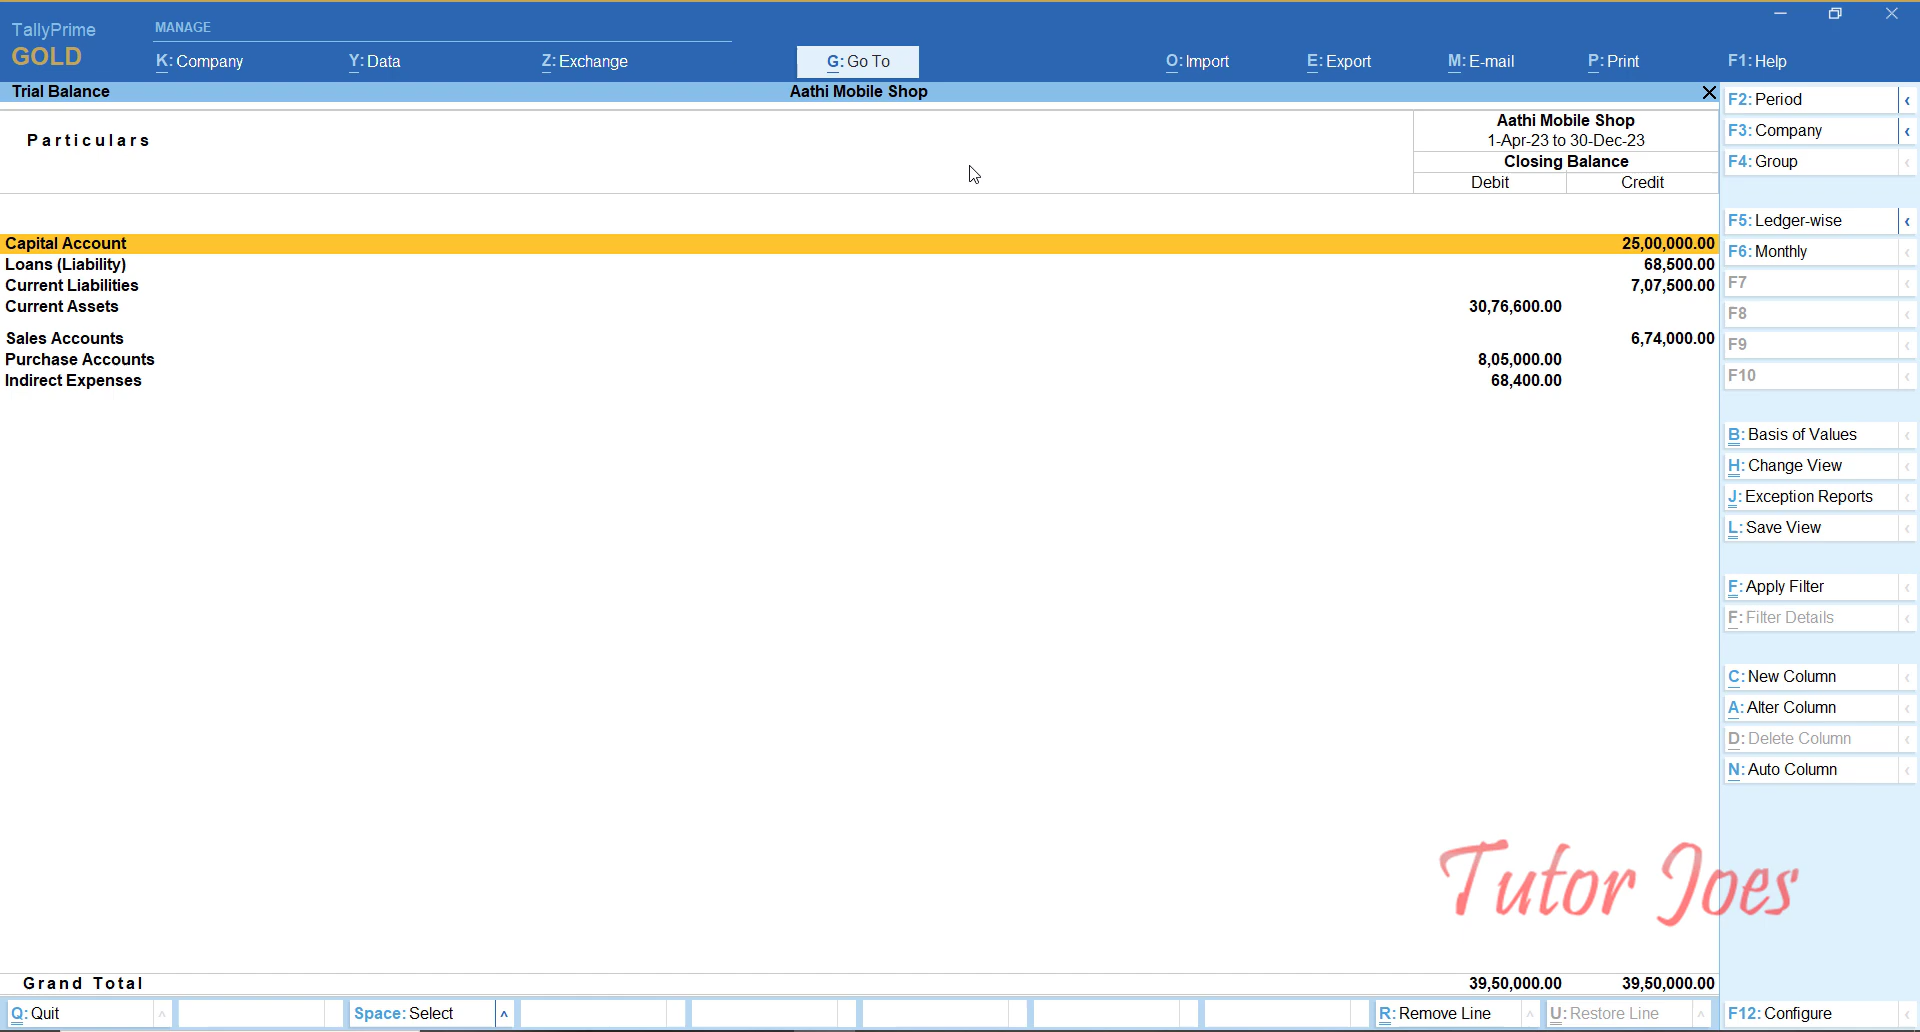 TallyPrime
GOLD
MANAGE
K: Company
Y: Data
Z: Exchange
G: Go To
O: Import
E: Export
M: E-mail
P: Print
F1: Help
Trial Balance
Aathi Mobile Shop
Particulars
Aathi Mobile Shop
1-Apr-23 to 30-Dec-23
Closing Balance
Debit Credit
Capital Account 25,00,000.00
Loans (Liability) 68,500.00
Current Liabilities 7,07,500.00
Current Assets 30,76,600.00
Sales Accounts 6,74,000.00
Purchase Accounts 8,05,000.00
Indirect Expenses 68,400.00
Grand Total 39,50,000.00 39,50,000.00
F2: Period
F3: Company
F4: Group
F5: Ledger-wise
F6: Monthly
F7
F8
F9
F10
B: Basis of Values
H: Change View
J: Exception Reports
L: Save View
F: Apply Filter
F: Filter Details
C: New Column
A: Alter Column
D: Delete Column
N: Auto Column
Tutor Joes
Q: Quit
Space: Select
R: Remove Line
U: Restore Line
F12: Configure